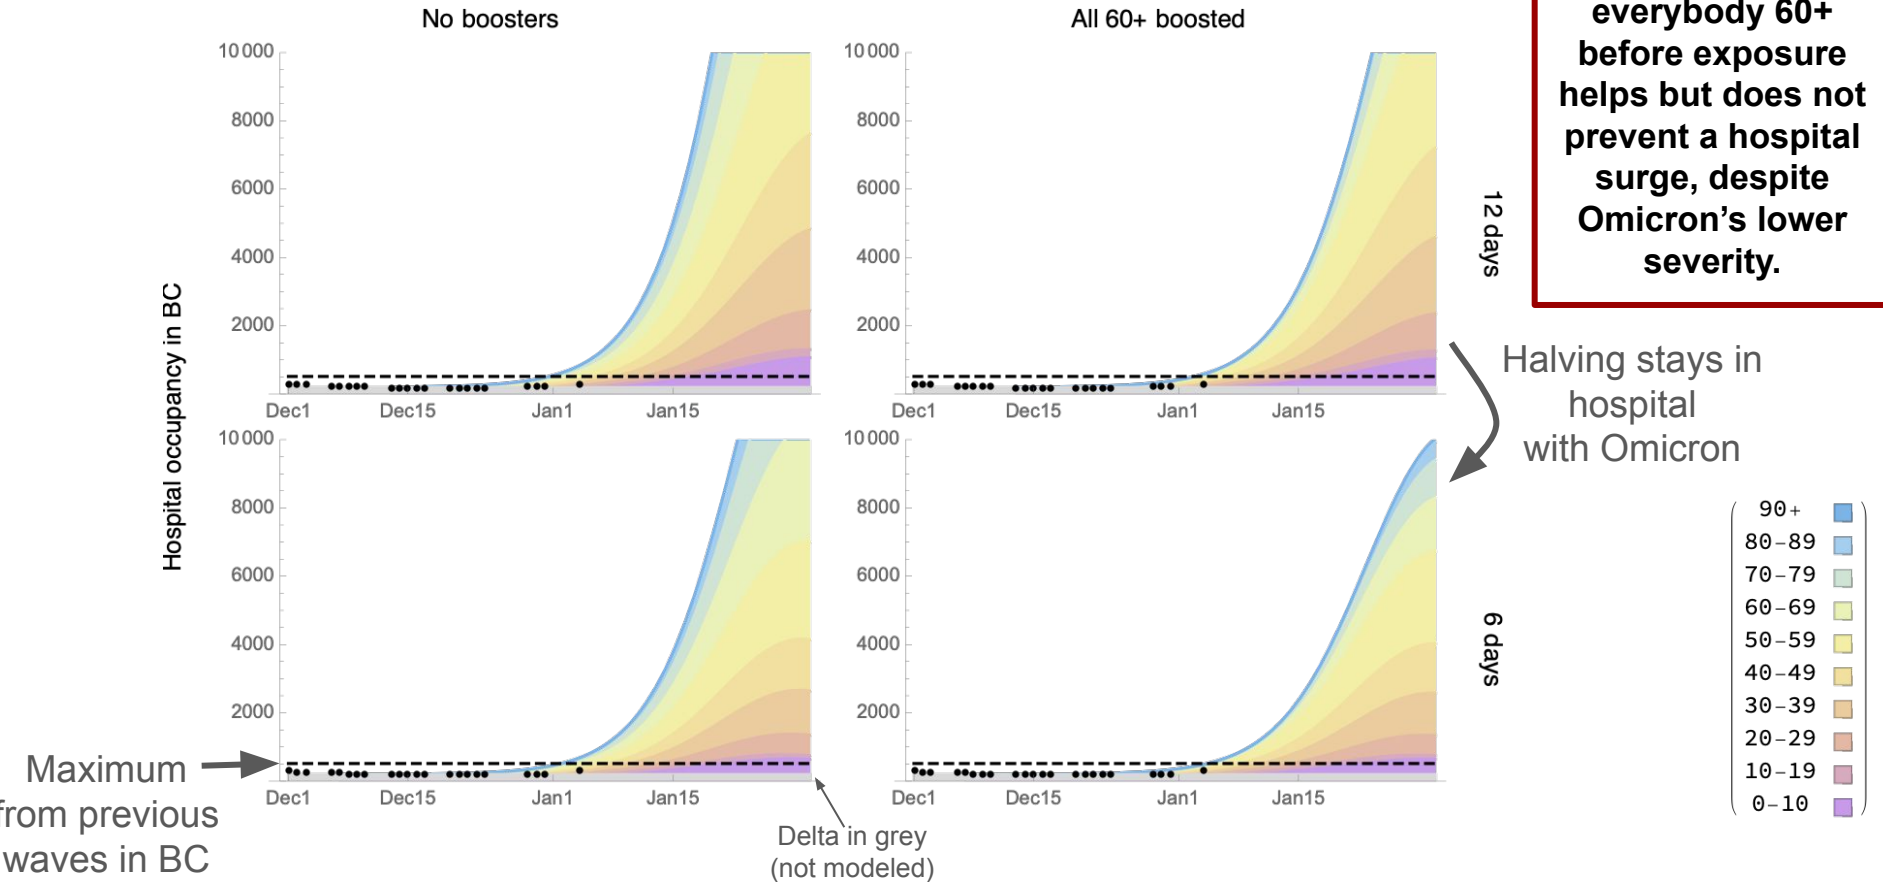 No boosters
All 60+ boosted
everybody 60+
before exposure
helps but does not
prevent a hospital
surge, despite
Omicron’s lower
severity.
Hospital occupancy in BC
10 000
8000
6000
4000
2000
Dec1 Dec15 Jan1 Jan15
10 000
8000
6000
4000
2000
Dec1 Dec15 Jan1 Jan15
12 days
Halving stays in
hospital
with Omicron
10 000
8000
6000
4000
2000
Dec1 Dec15 Jan1 Jan15
10 000
8000
6000
4000
2000
Dec1 Dec15 Jan1 Jan15
6 days
90+
80–89
70–79
60–69
50–59
40–49
30–39
20–29
10–19
0–10
Maximum
from previous
waves in BC
Delta in grey
(not modeled)